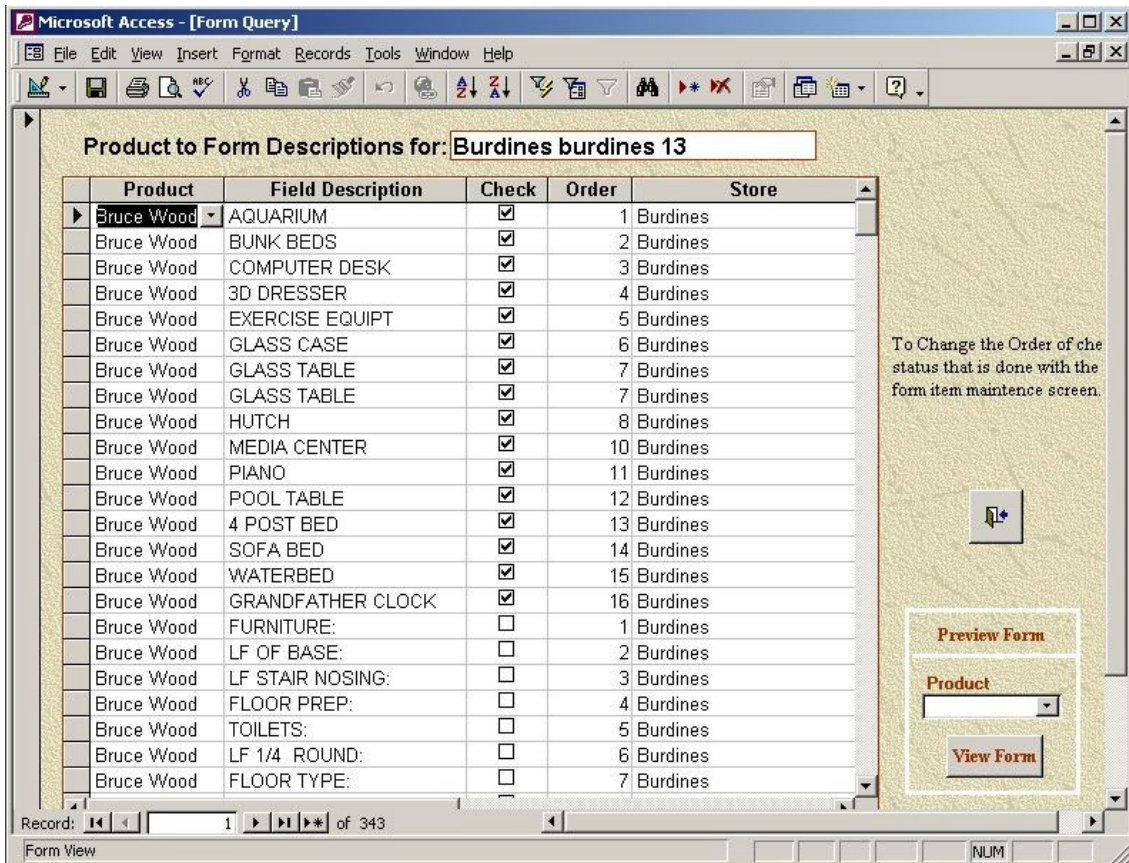 Microsoft Access - [Form Query]
File Edit View Insert Format Records Tools Window Help
Product to Form Descriptions for: Burdines burdines 13
Product Field Description Check Order Store
Bruce Wood AQUARIUM 1 Burdines
Bruce Wood BUNK BEDS 2 Burdines
Bruce Wood COMPUTER DESK 3 Burdines
Bruce Wood 3D DRESSER 4 Burdines
Bruce Wood EXERCISE EQUIPT 5 Burdines
Bruce Wood GLASS CASE 6 Burdines
Bruce Wood GLASS TABLE 7 Burdines
Bruce Wood GLASS TABLE 7 Burdines
Bruce Wood HUTCH 8 Burdines
Bruce Wood MEDIA CENTER 10 Burdines
Bruce Wood PIANO 11 Burdines
Bruce Wood POOL TABLE 12 Burdines
Bruce Wood 4 POST BED 13 Burdines
Bruce Wood SOFA BED 14 Burdines
Bruce Wood WATERBED 15 Burdines
Bruce Wood GRANDFATHER CLOCK 16 Burdines
Bruce Wood FURNITURE: 1 Burdines
Bruce Wood LF OF BASE: 2 Burdines
Bruce Wood LF STAIR NOSING: 3 Burdines
Bruce Wood FLOOR PREP: 4 Burdines
Bruce Wood TOILETS: 5 Burdines
Bruce Wood LF 1/4 ROUND: 6 Burdines
Bruce Wood FLOOR TYPE: 7 Burdines
To Change the Order of che
status that is done with the
form item maintence screen.
Preview Form
Product
View Form
Record: 1 of 343
Form View NUM